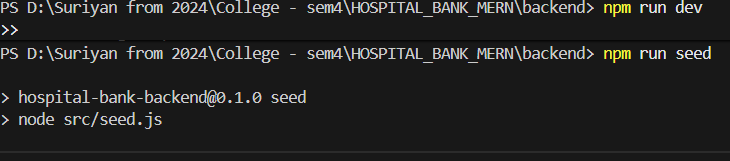 PS D:\Suriyan from 2024\College - sem4\HOSPITAL_BANK_MERN\backend> npm run dev
>>
PS D:\Suriyan from 2024\College - sem4\HOSPITAL_BANK_MERN\backend> npm run seed
> hospital-bank-backend@0.1.0 seed
> node src/seed.js